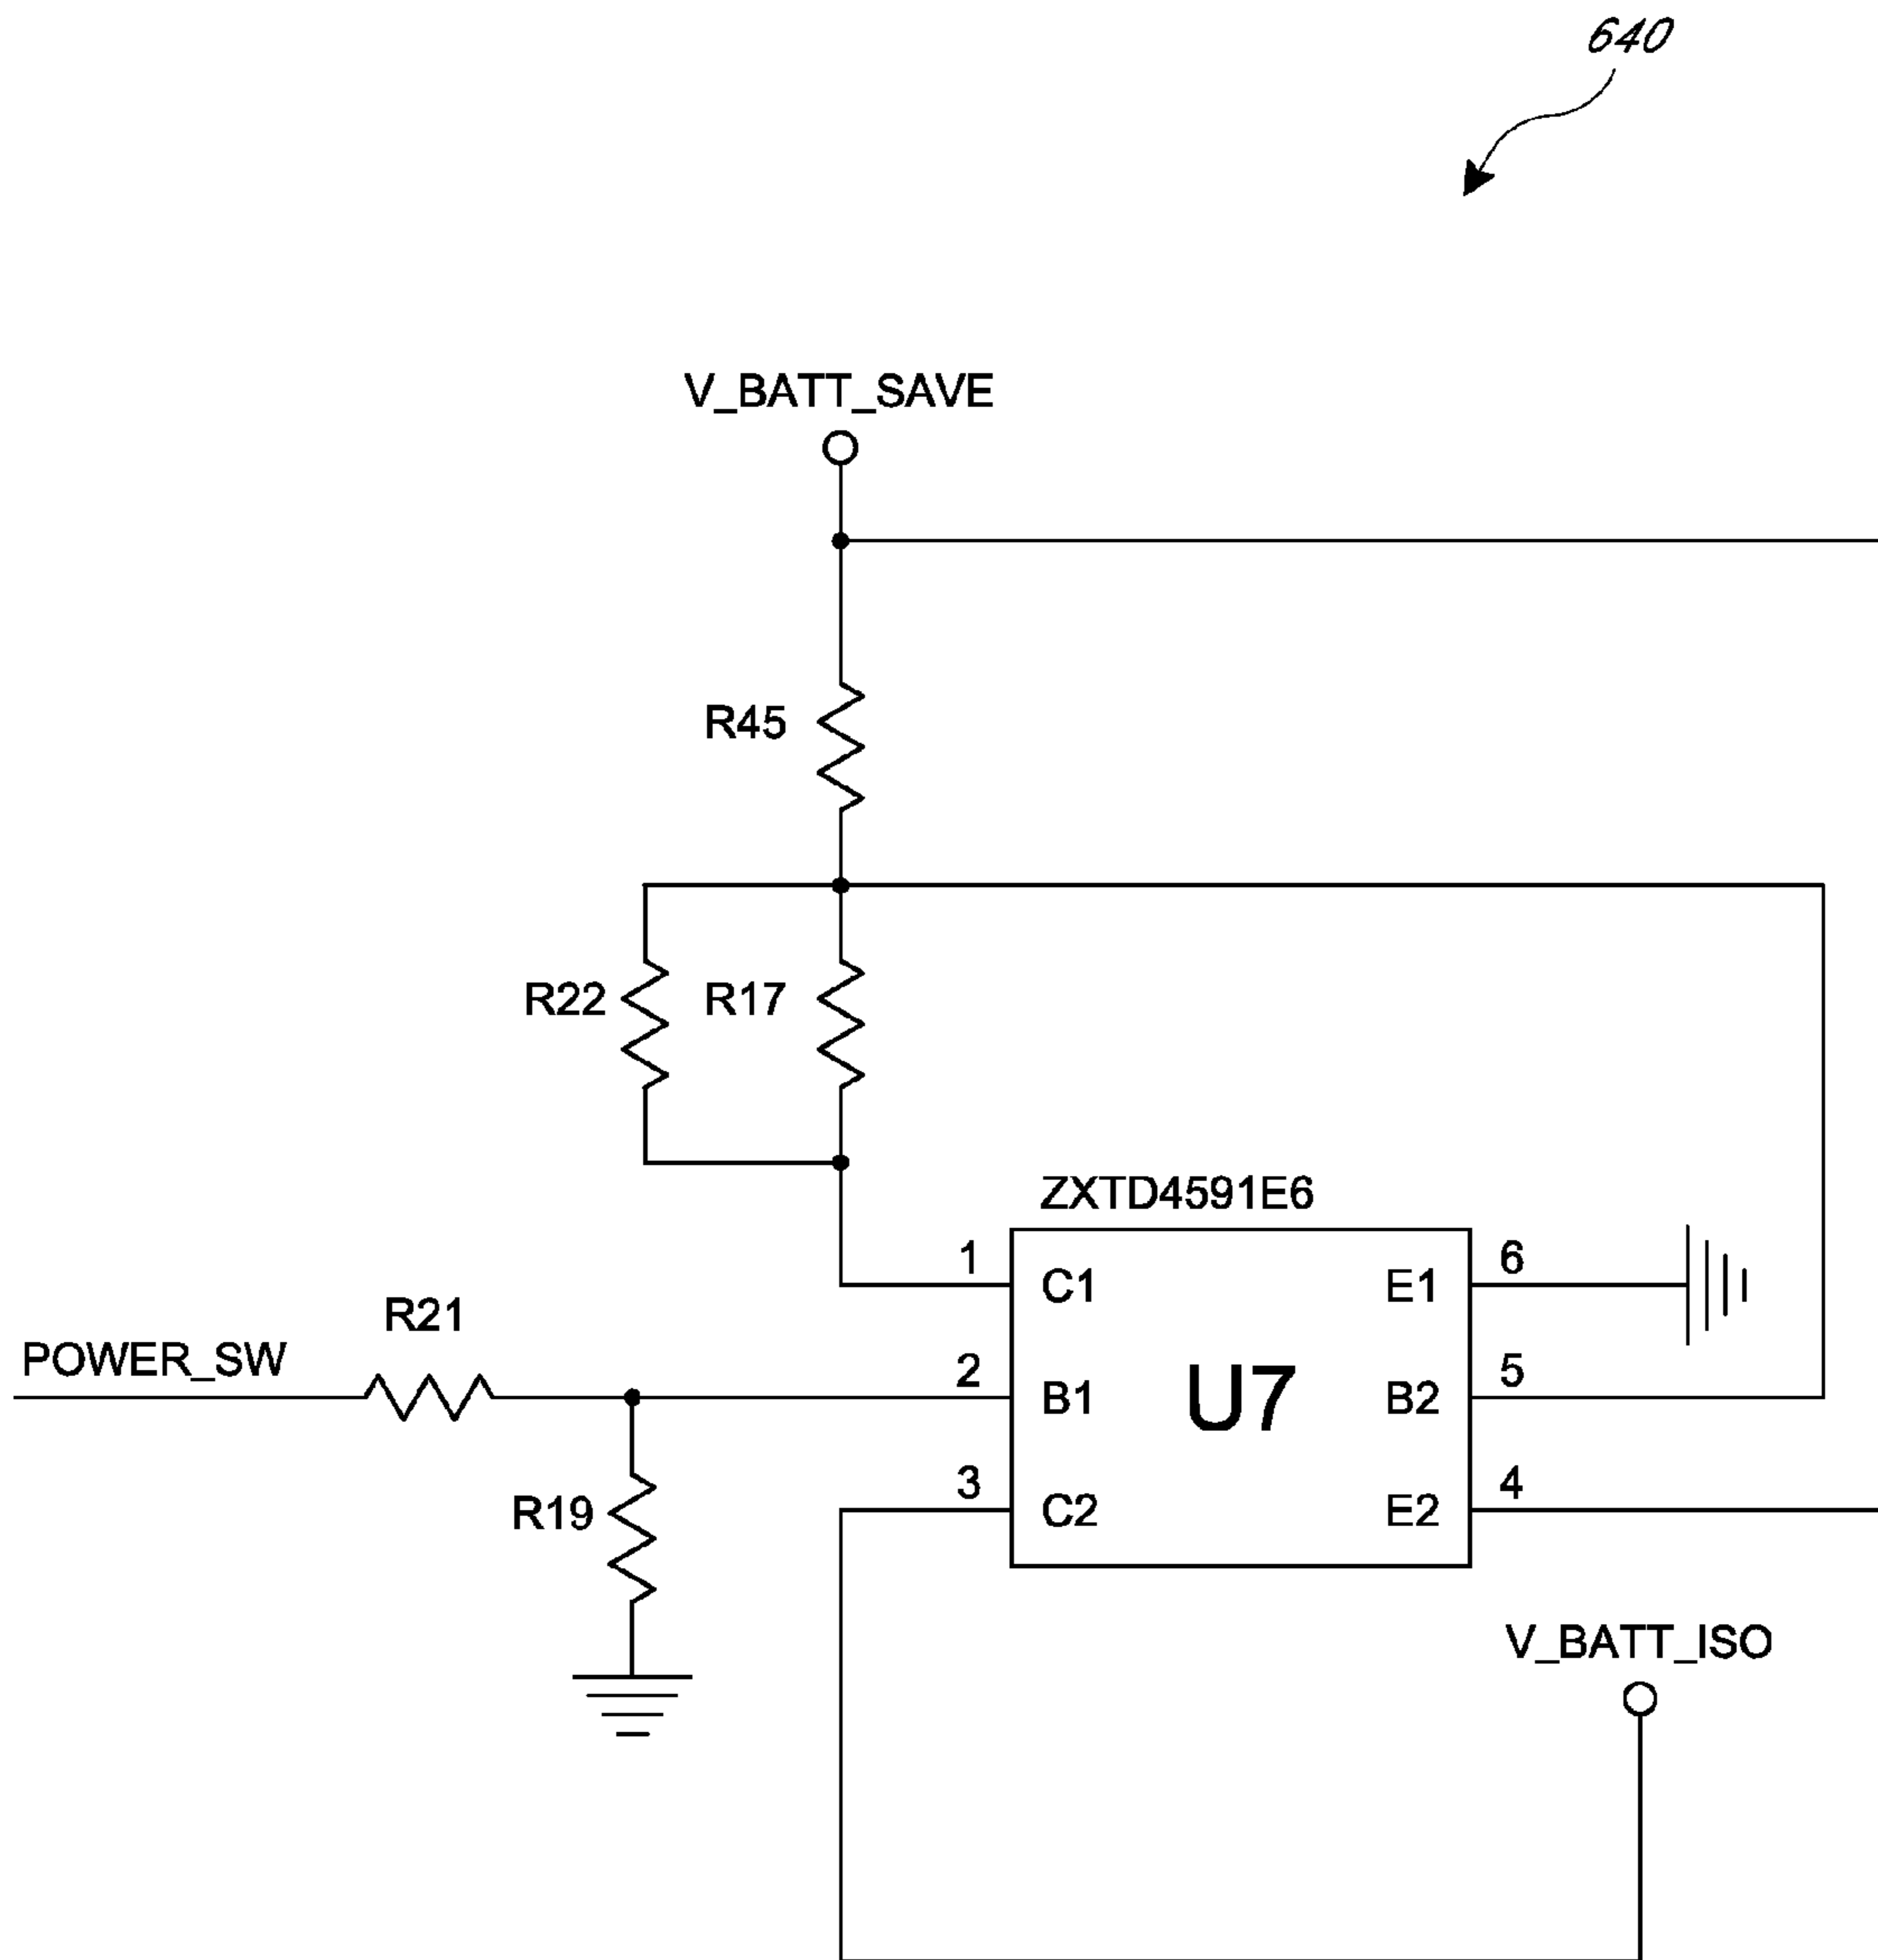 640
V_BATT_SAVE
R45
R22
R17
ZXTD4591E6
1
C1
E1
6
R21
POWER_SW
2
B1
U7
B2
5
R19
3
C2
E2
4
V_BATT_ISO